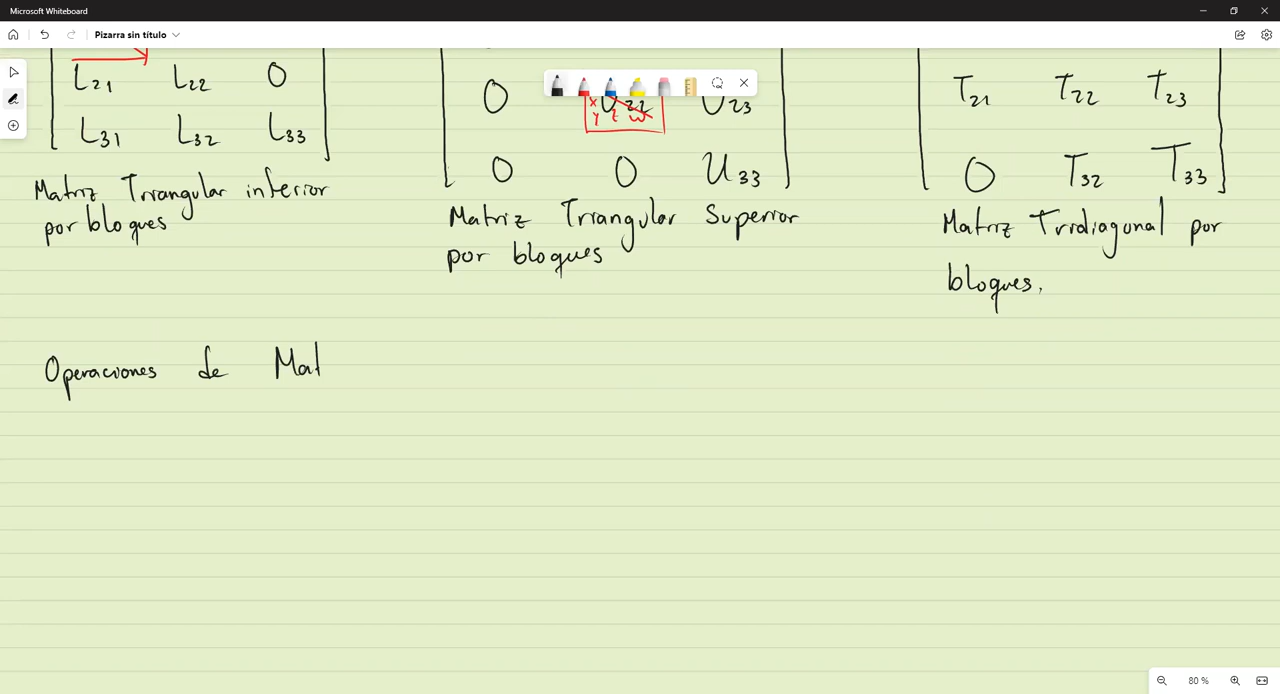 Microsoft Whiteboard
Pizarra sin título
L21 L22 0
L31 L32 L33
Matriz Triangular inferior
por bloques
0 U22 U23
x
y z w
0 0 U33
Matriz Triangular Superior
por bloques
T21 T22 T23
0 T32 T33
Matriz Tridiagonal por
bloques.
Operaciones de Mat
80 %